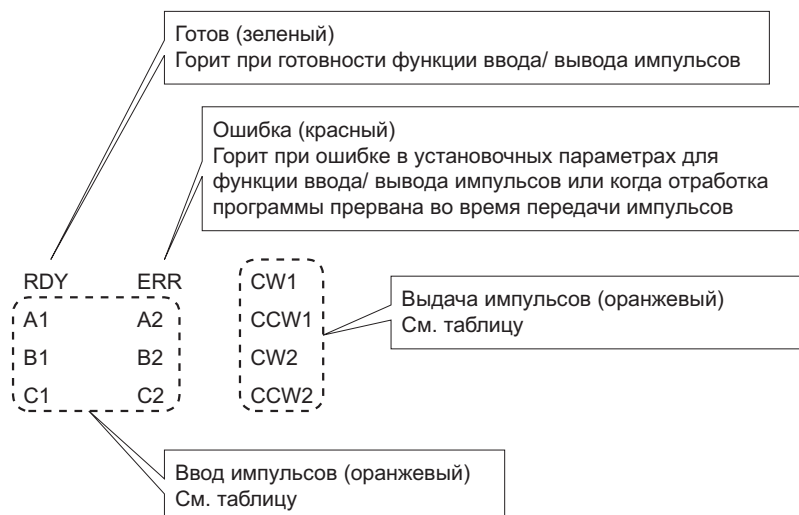 Готов (зеленый)
Горит при готовности функции ввода/ вывода импульсов
Ошибка (красный)
Горит при ошибке в установочных параметрах для
функции ввода/ вывода импульсов или когда отработка
программы прервана во время передачи импульсов
RDY ERR CW1
A1 A2 CCW1
B1 B2 CW2
C1 C2 CCW2
Выдача импульсов (оранжевый)
См. таблицу
Ввод импульсов (оранжевый)
См. таблицу